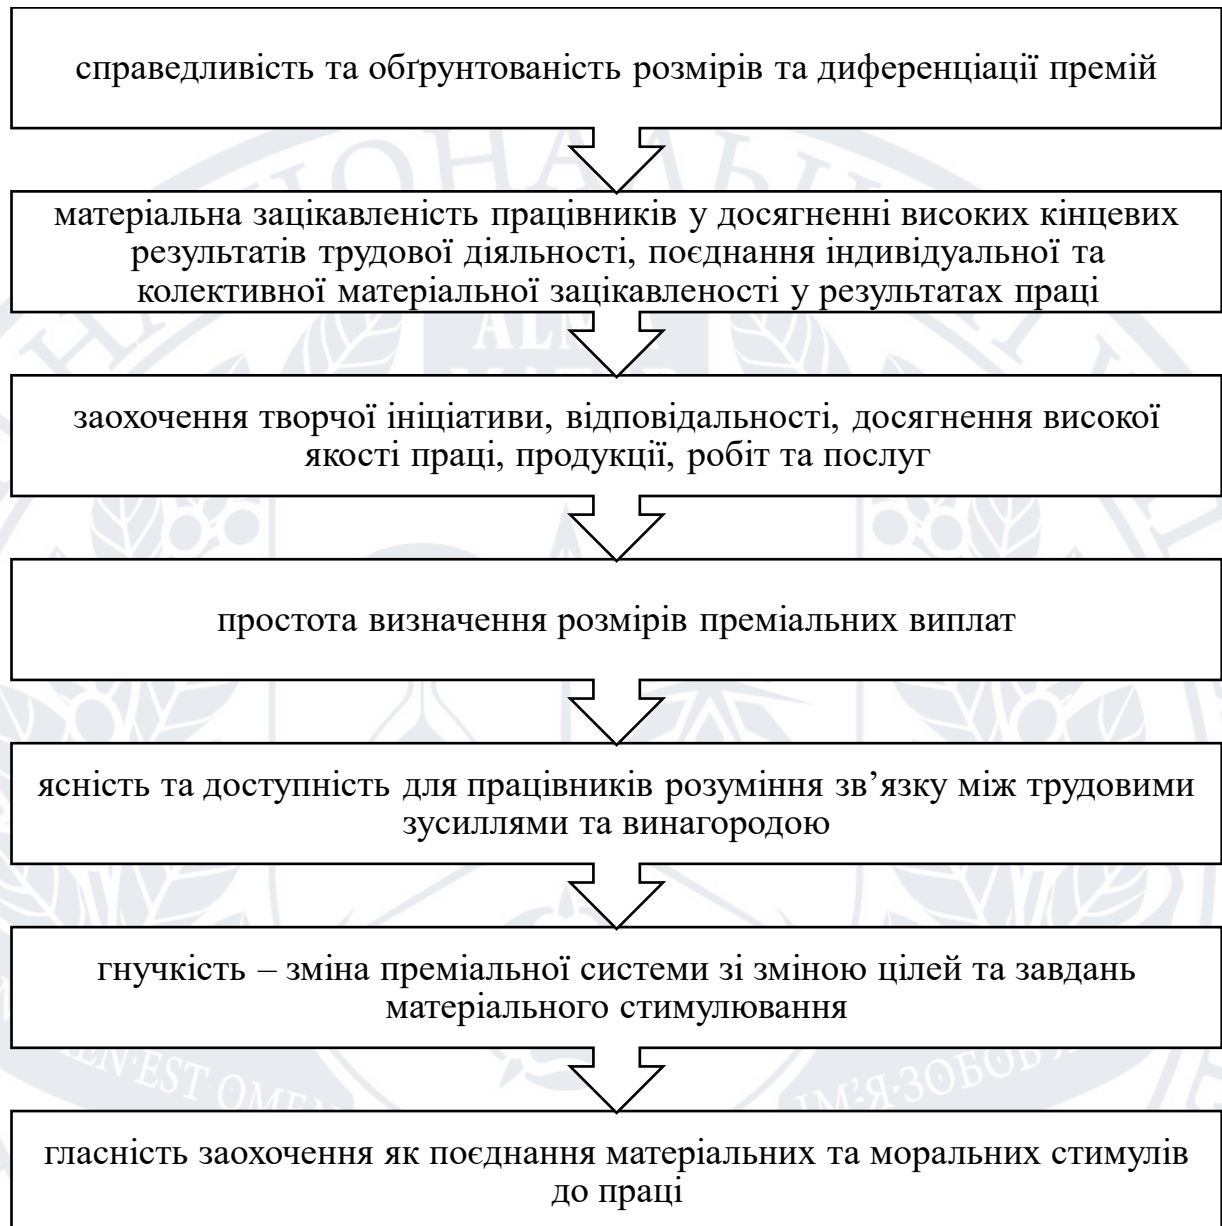 справедливість та обґрунтованість розмірів та диференціації премій
матеріальна зацікавленість працівників у досягненні високих кінцевих
результатів трудової діяльності, поєднання індивідуальної та
колективної матеріальної зацікавленості у результатах праці
заохочення творчої ініціативи, відповідальності, досягнення високої
якості праці, продукції, робіт та послуг
простота визначення розмірів преміальних виплат
ясність та доступність для працівників розуміння зв’язку між трудовими
зусиллями та винагородою
гнучкість – зміна преміальної системи зі зміною цілей та завдань
матеріального стимулювання
гласність заохочення як поєднання матеріальних та моральних стимулів
до праці